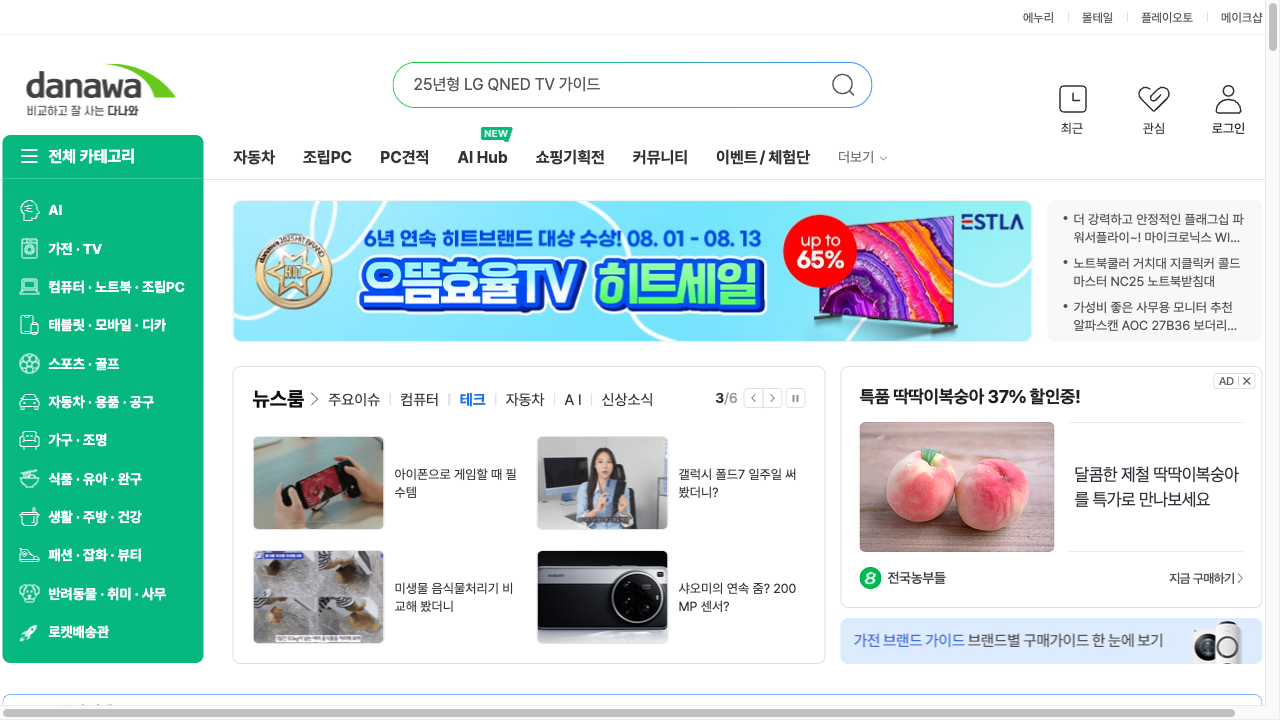 에누리
몰테일
플레이오토
메이크샵
danawa
비교하고 잘 사는 다나와
25년형 LG QNED TV 가이드
최근
관심
로그인
전체 카테고리
자동차
조립PC
PC견적
NEW
AI Hub
쇼핑기획전
커뮤니티
이벤트 / 체험단
더보기
AI
가전 · TV
컴퓨터 · 노트북 · 조립PC
태블릿 · 모바일 · 디카
스포츠 · 골프
자동차 · 용품 · 공구
가구 · 조명
식품 · 유아 · 완구
생활 · 주방 · 건강
패션 · 잡화 · 뷰티
반려동물 · 취미 · 사무
로켓배송관
HIT
6년 연속 히트브랜드 대상 수상! 08. 01 - 08. 13
으뜸효율TV 히트세일
up to
65%
ESTLA
• 더 강력하고 안정적인 플래그십 파
워서플라이~! 마이크로닉스 WI...
• 노트북쿨러 거치대 지클릭커 콜드
마스터 NC25 노트북받침대
• 가성비 좋은 사무용 모니터 추천
알파스캔 AOC 27B36 보더리...
뉴스룸
주요이슈
컴퓨터
테크
자동차
A I
신상소식
3/6
아이폰으로 게임할 때 필
수템
갤럭시 폴드7 일주일 써
봤더니?
미생물 음식물처리기 비
교해 봤더니
샤오미의 연속 줌? 200
MP 센서?
AD
특품 딱딱이복숭아 37% 할인중!
달콤한 제철 딱딱이복숭아
를 특가로 만나보세요
전국농부들
지금 구매하기
가전 브랜드 가이드 브랜드별 구매가이드 한 눈에 보기